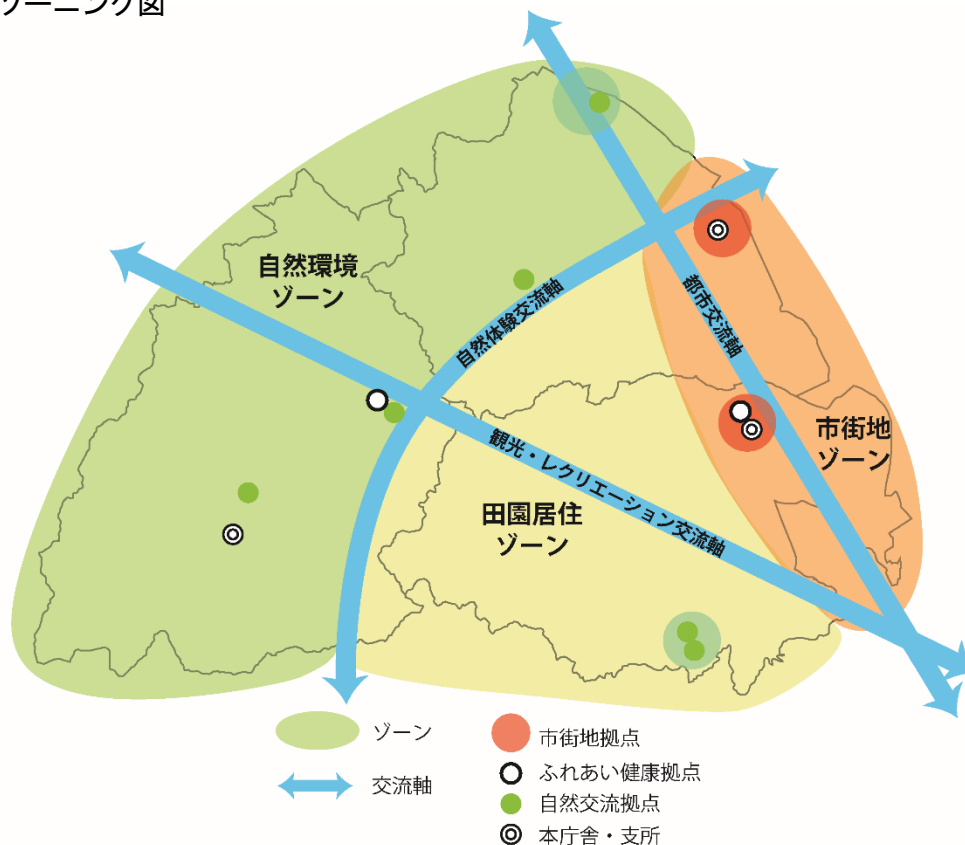 ゾーニング図
自然環境
ゾーン
自然体験交流軸
都市交流軸
市街地
ゾーン
観光・レクリエーション交流軸
田園居住
ゾーン
ゾーン
交流軸
市街地拠点
ふれあい健康拠点
自然交流拠点
本庁舎・支所